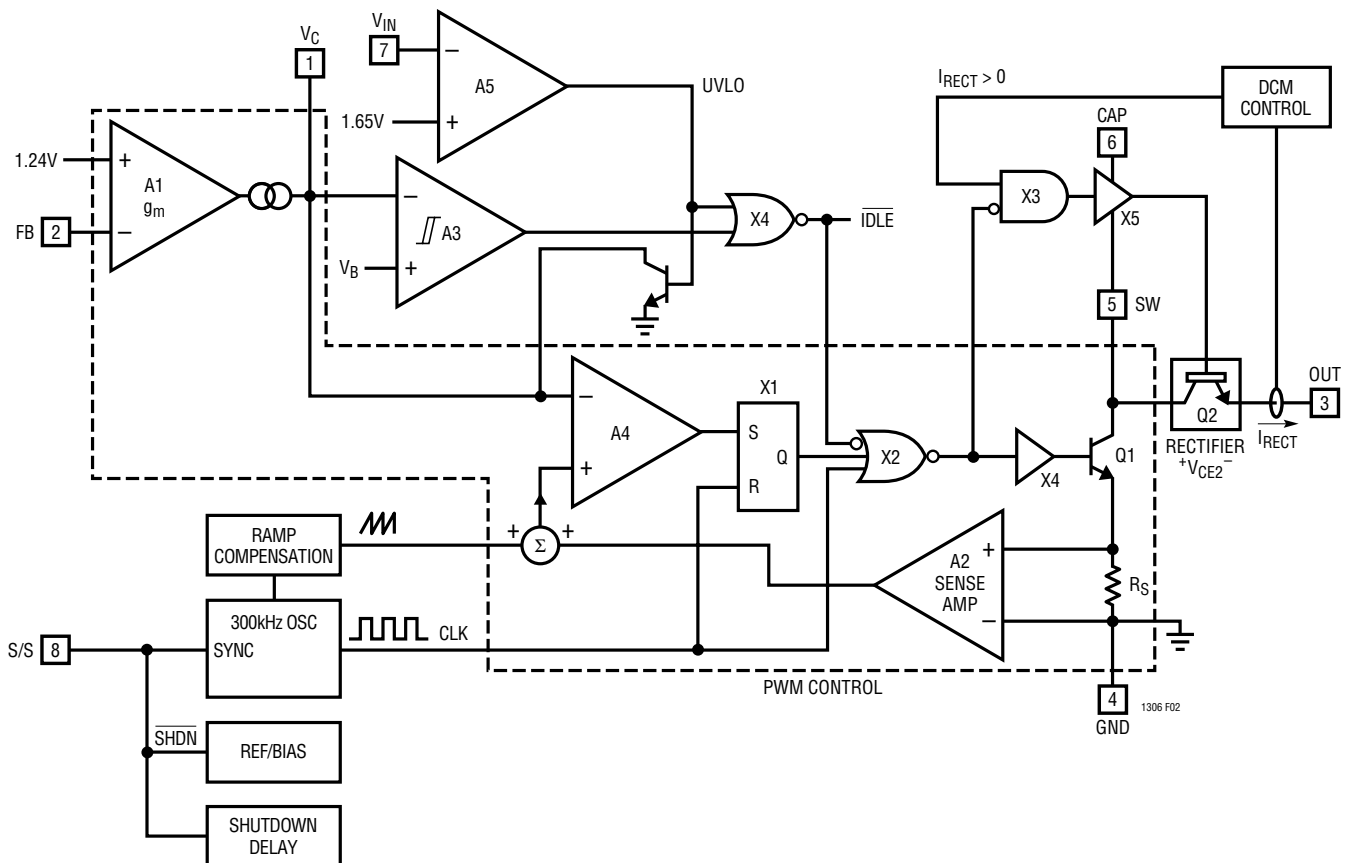 V_C
1
V_IN
7
−
A5
UVLO
1.65V
+
I_RECT > 0
DCM
CONTROL
CAP
6
1.24V
+
A1
g_m
−
FB
2
−
A3
V_B
+
X4
IDLE
X3
X5
5
SW
OUT
3
Q2
I_RECT
RECTIFIER
+V_CE2−
X1
−
A4
+
S
Q
R
X2
X4
Q1
RAMP
COMPENSATION
+
Σ
+
A2
SENSE
AMP
+
−
R_S
300kHz OSC
SYNC
CLK
S/S
8
PWM CONTROL
4
GND
1306 F02
SHDN
REF/BIAS
SHUTDOWN
DELAY